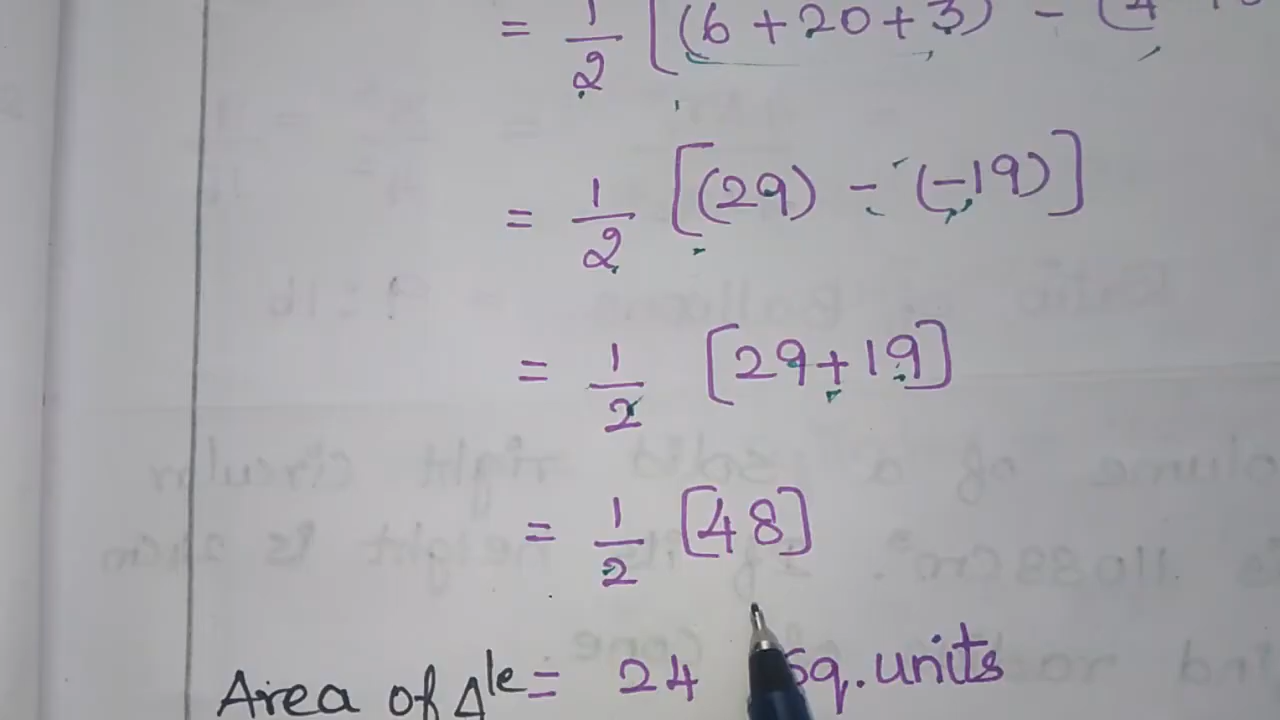 = 1/2 [(6 + 20 + 3) - (4
= 1/2 [(29) - (-19)]
= 1/2 [29+19]
= 1/2 [48]
Area of Δle = 24 Sq. units